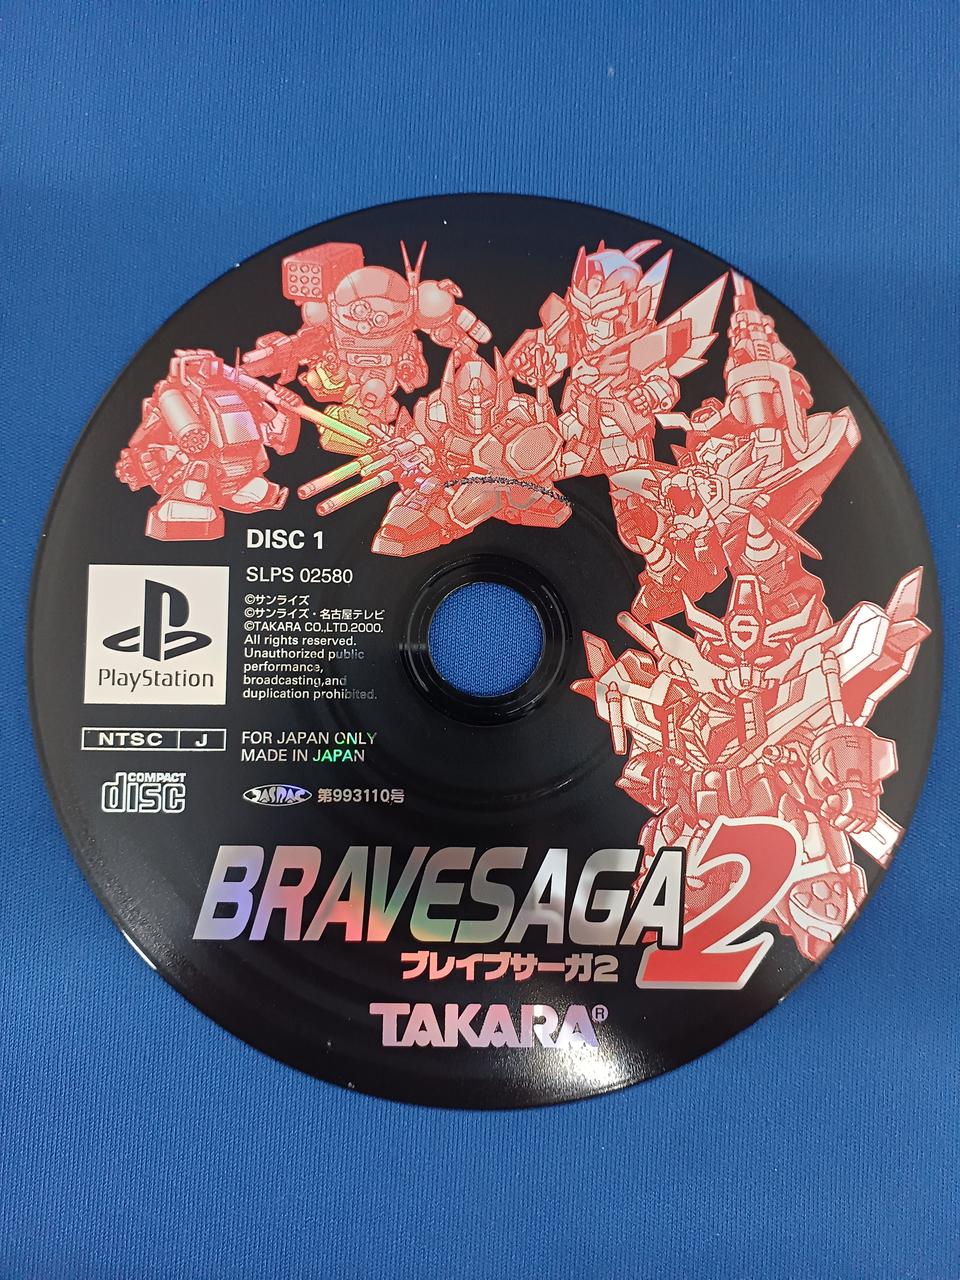 DISC 1
SLPS 02580
©サンライズ
©サンライズ・名古屋テレビ
©TAKARA CO.,LTD.2000.
All rights reserved.
Unauthorized public
performance,
broadcasting,and
duplication prohibited.
PlayStation
NTSC J
FOR JAPAN ONLY
MADE IN JAPAN
COMPACT
disc
JASRAC 第993110号
BRAVESAGA 2
ブレイブサーガ2
TAKARA®